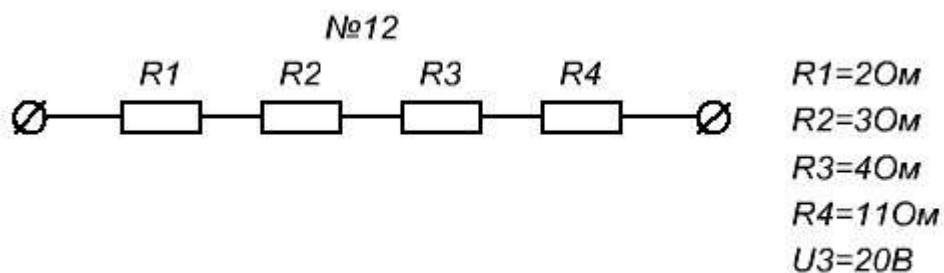 №12
R1 R2 R3 R4
R1=2Ом
R2=3Ом
R3=4Ом
R4=11Ом
U3=20В